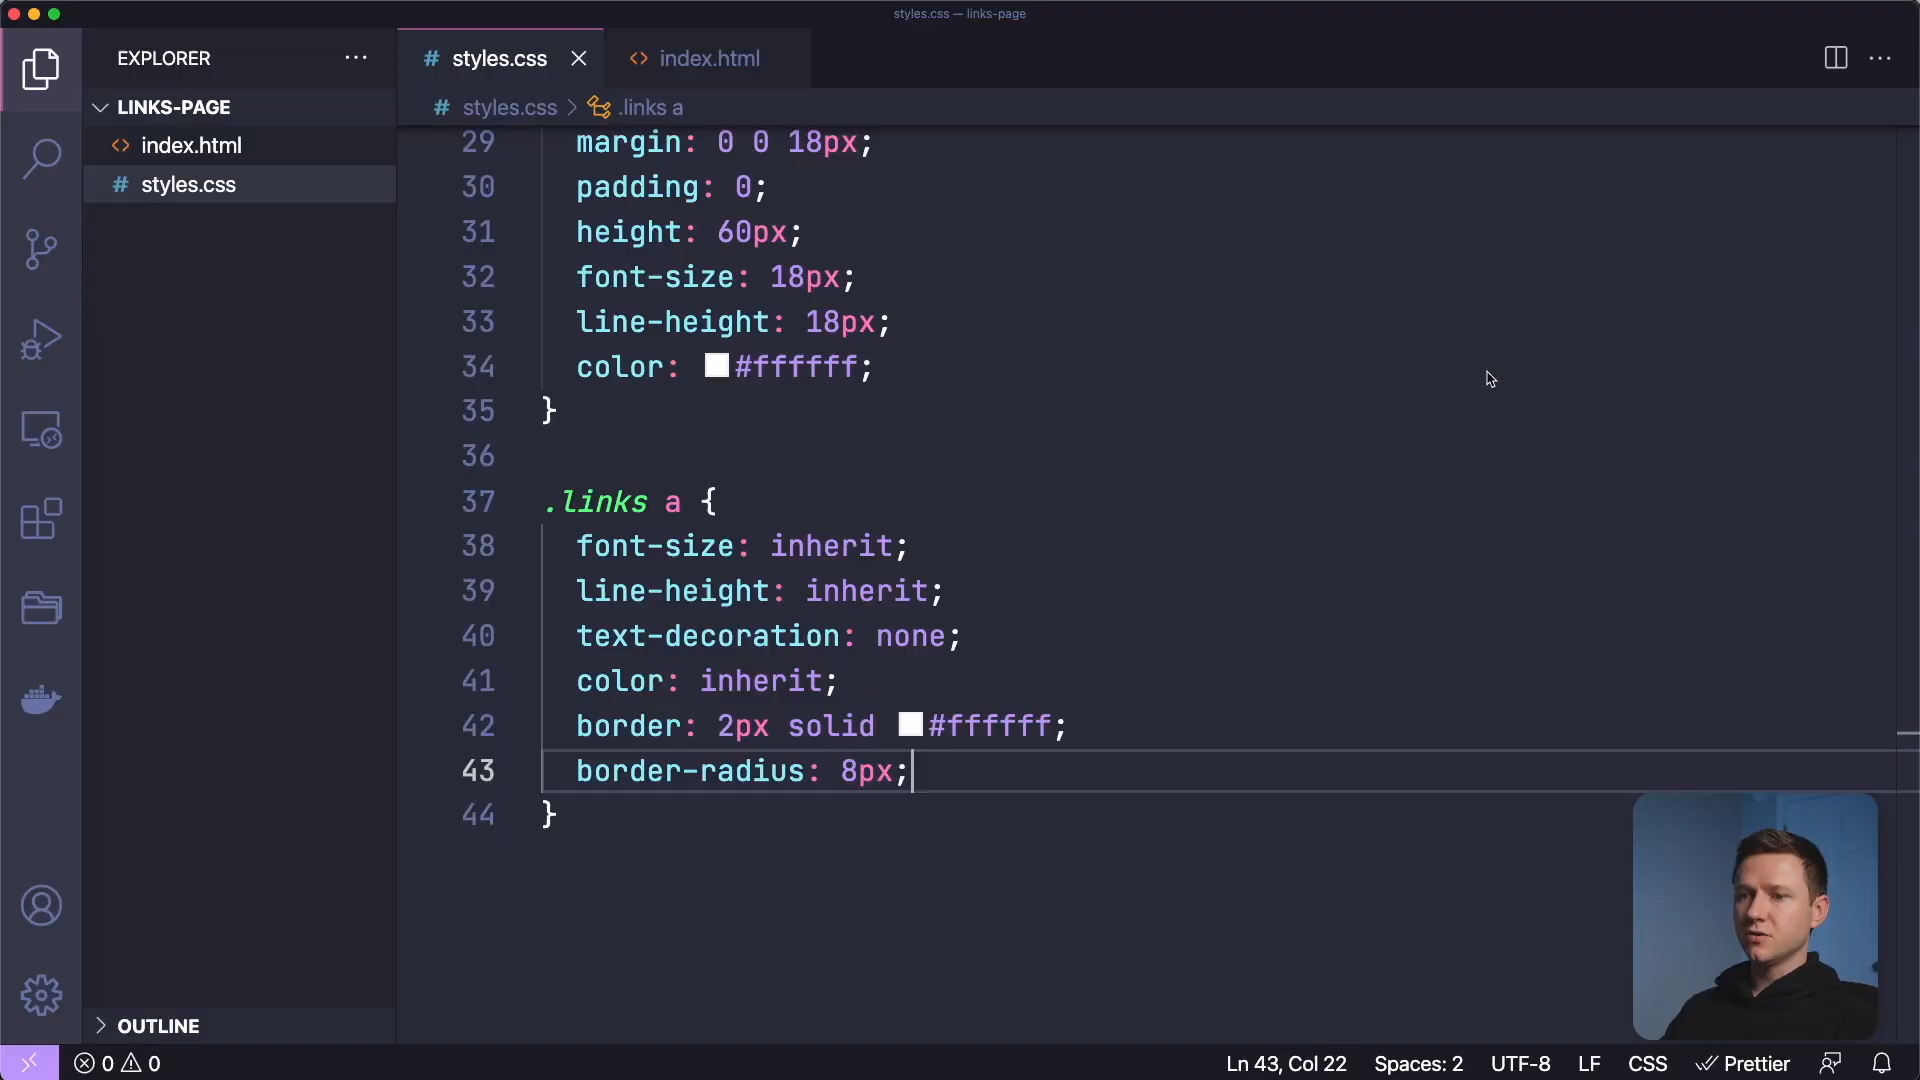 styles.css — links-page
EXPLORER
styles.css
index.html
LINKS-PAGE
styles.css > .links a
index.html
styles.css
29 margin: 0 0 18px;
30 padding: 0;
31 height: 60px;
32 font-size: 18px;
33 line-height: 18px;
34 color: #ffffff;
35 }
36
37 .links a {
38 font-size: inherit;
39 line-height: inherit;
40 text-decoration: none;
41 color: inherit;
42 border: 2px solid #ffffff;
43 border-radius: 8px;
44 }
OUTLINE
0 0
Ln 43, Col 22 Spaces: 2 UTF-8 LF CSS Prettier